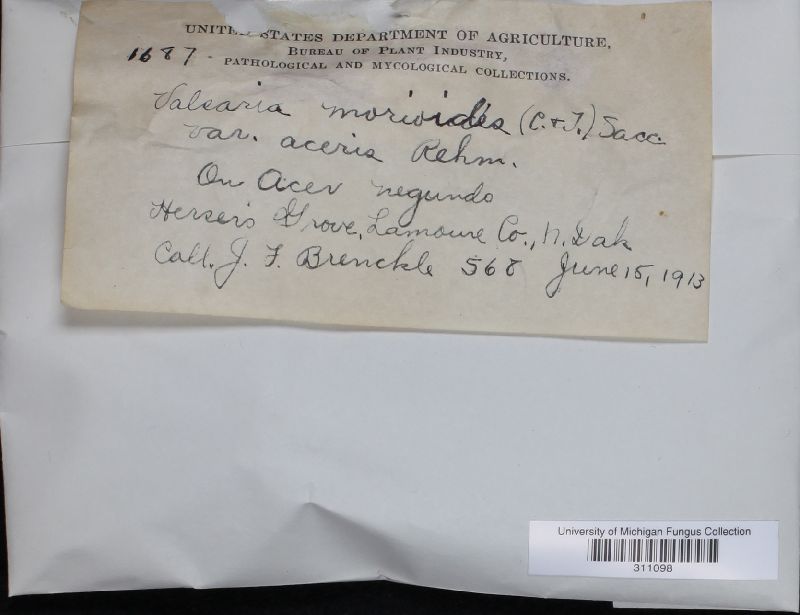 UNITED STATES DEPARTMENT OF AGRICULTURE,
BUREAU OF PLANT INDUSTRY,
1687 - PATHOLOGICAL AND MYCOLOGICAL COLLECTIONS.
Valsaria morioides (C. & F.) Sacc.
var. aceris Rehm.
On Acer negundo
Grove, Lamoure Co., N. Dak
Coll. J. F. Brenckle 568 June 15, 1913
University of Michigan Fungus Collection
311098